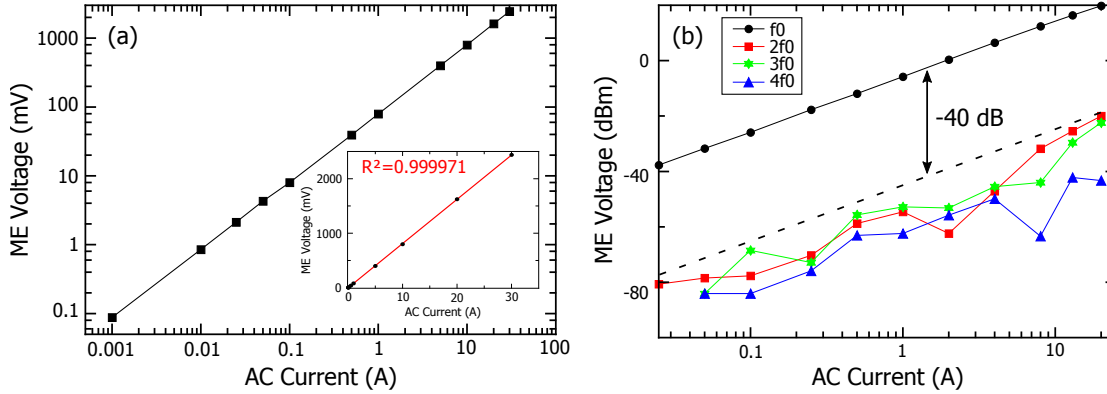 (a)
ME Voltage (mV)
1000
100
10
1
0.1
0.001
0.01
0.1
1
10
100
AC Current (A)
R²=0.999971
ME Voltage (mV)
2000
1000
0
0
10
20
30
AC Current (A)
(b)
f0
2f0
3f0
4f0
-40 dB
ME Voltage (dBm)
0
-40
-80
0.1
1
10
AC Current (A)